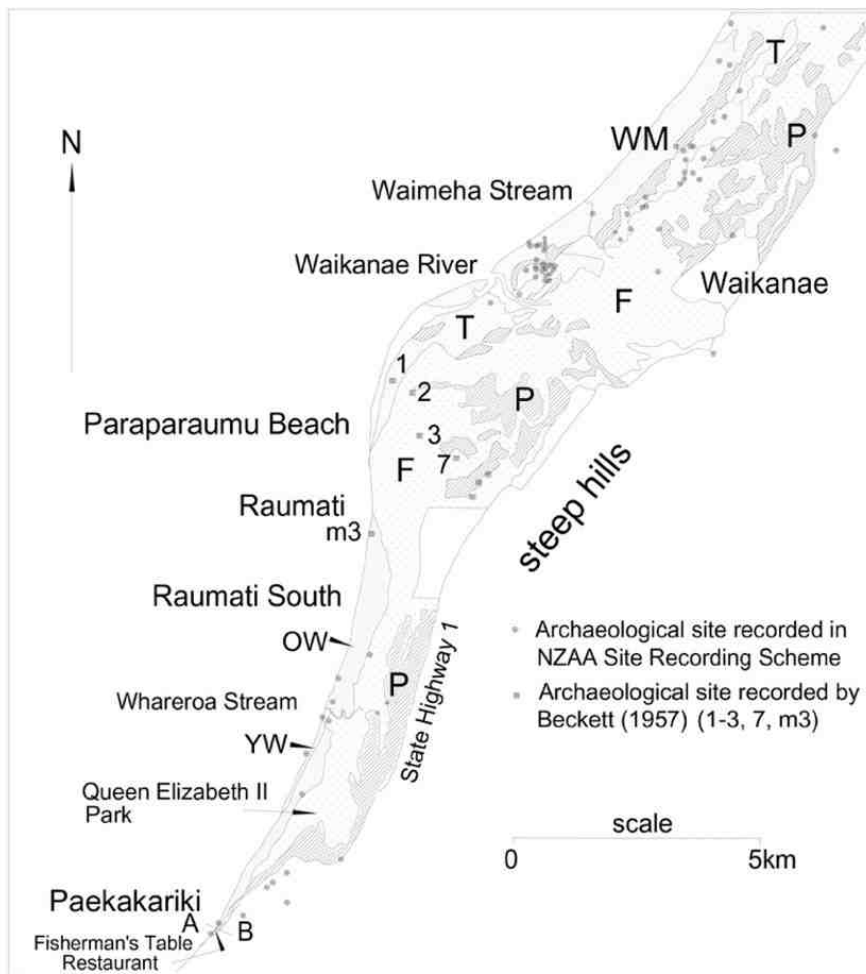 T
N
WM
P
Waimeha Stream
Waikanae River
Waikanae
F
T
1
2
P
Paraparaumu Beach
3
7
F
steep hills
Raumati
m3
Raumati South
OW
Archaeological site recorded in
NZAA Site Recording Scheme
P
State Highway 1
Whareroa Stream
Archaeological site recorded by
Beckett (1957) (1-3, 7, m3)
YW
Queen Elizabeth II
Park
scale
0
5km
Paekakariki
A
B
Fisherman's Table
Restaurant